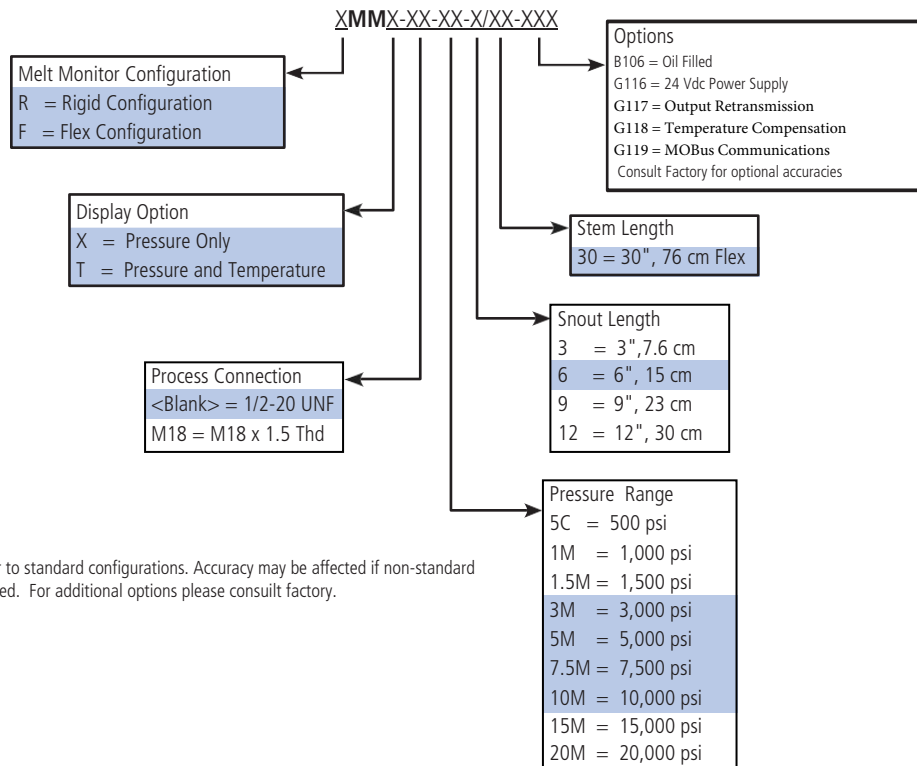 XMMX-XX-XX-X/XX-XXX
Options
B106 = Oil Filled
G116 = 24 Vdc Power Supply
G117 = Output Retransmission
G118 = Temperature Compensation
G119 = MOBus Communications
Consult Factory for optional accuracies
Melt Monitor Configuration
R = Rigid Configuration
F = Flex Configuration
Display Option
X = Pressure Only
T = Pressure and Temperature
Stem Length
30 = 30", 76 cm Flex
Snout Length
3 = 3",7.6 cm
6 = 6", 15 cm
9 = 9", 23 cm
12 = 12", 30 cm
Process Connection
<Blank> = 1/2-20 UNF
M18 = M18 x 1.5 Thd
Pressure Range
5C = 500 psi
1M = 1,000 psi
1.5M = 1,500 psi
3M = 3,000 psi
5M = 5,000 psi
7.5M = 7,500 psi
10M = 10,000 psi
15M = 15,000 psi
20M = 20,000 psi
to standard configurations. Accuracy may be affected if non-standard
For additional options please consuilt factory.